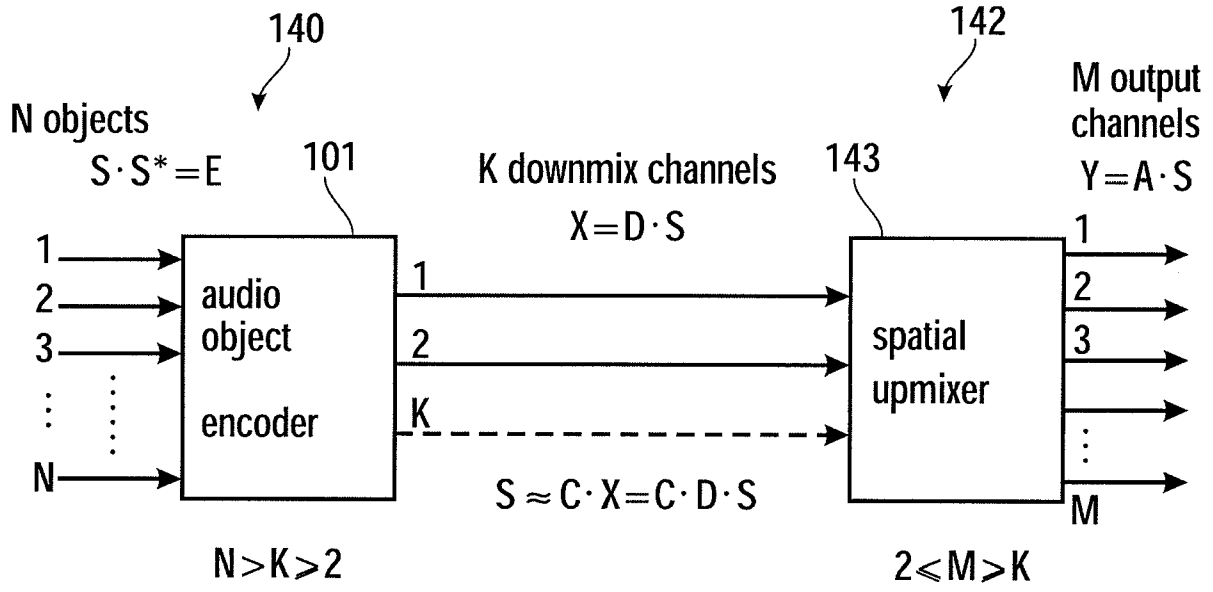 140
142
N objects
S·S*=E
101
K downmix channels
X=D·S
143
M output
channels
Y=A·S
1
2
3
N
audio
object
encoder
1
2
K
S≈C·X=C·D·S
spatial
upmixer
1
2
3
M
N>K⩾2
2⩽M>K